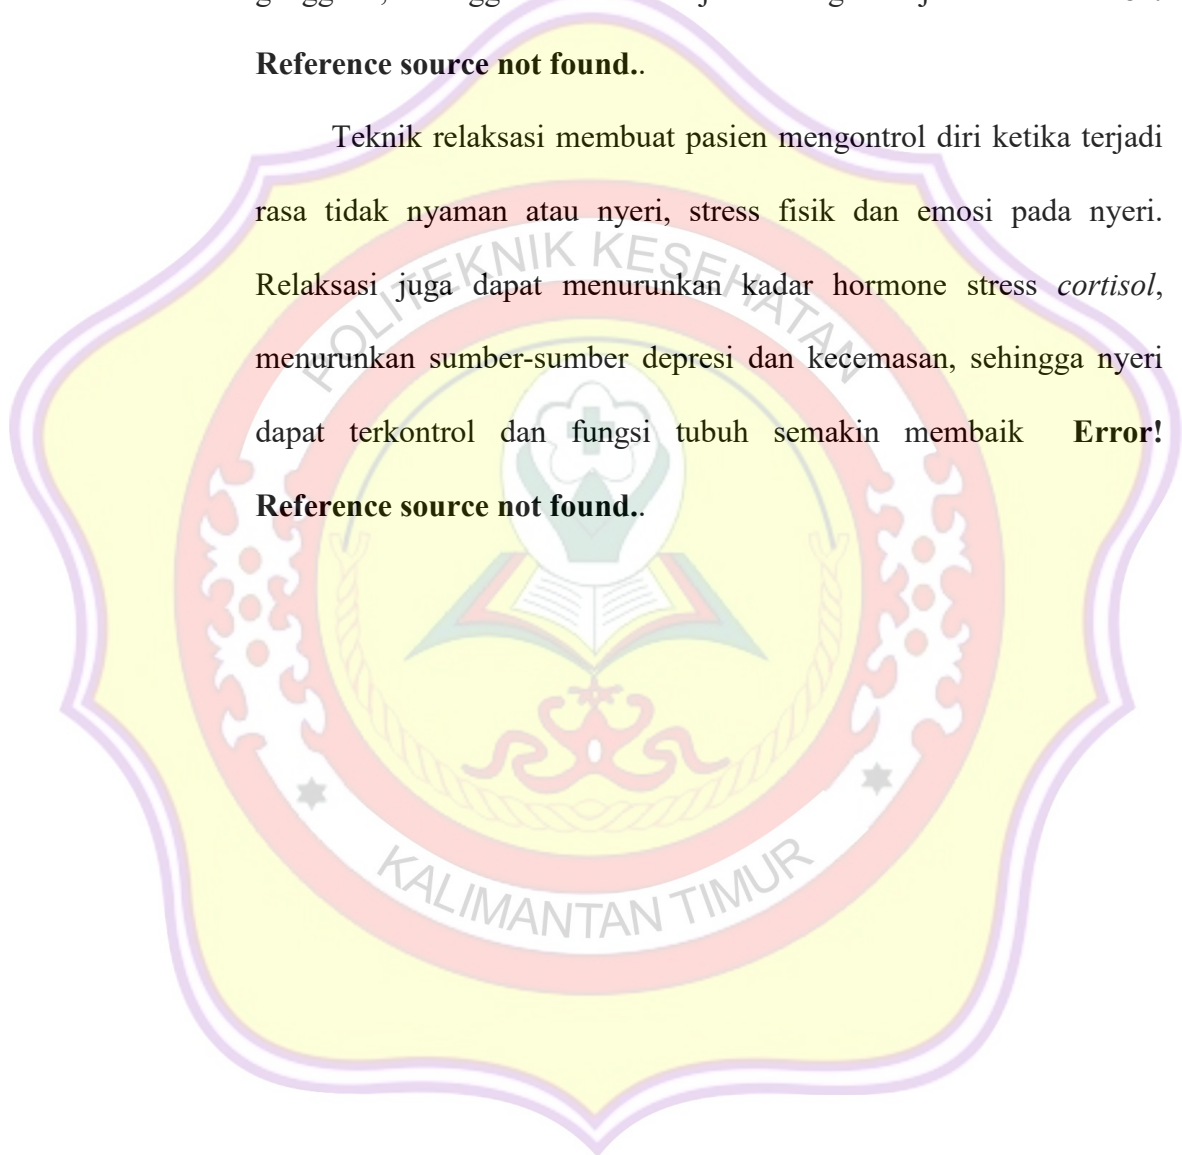 Reference source not found..
Teknik relaksasi membuat pasien mengontrol diri ketika terjadi
rasa tidak nyaman atau nyeri, stress fisik dan emosi pada nyeri.
Relaksasi juga dapat menurunkan kadar hormone stress cortisol,
menurunkan sumber-sumber depresi dan kecemasan, sehingga nyeri
dapat terkontrol dan fungsi tubuh semakin membaik Error!
Reference source not found..
POLITEKNIK KESEHATAN
KALIMANTAN TIMUR